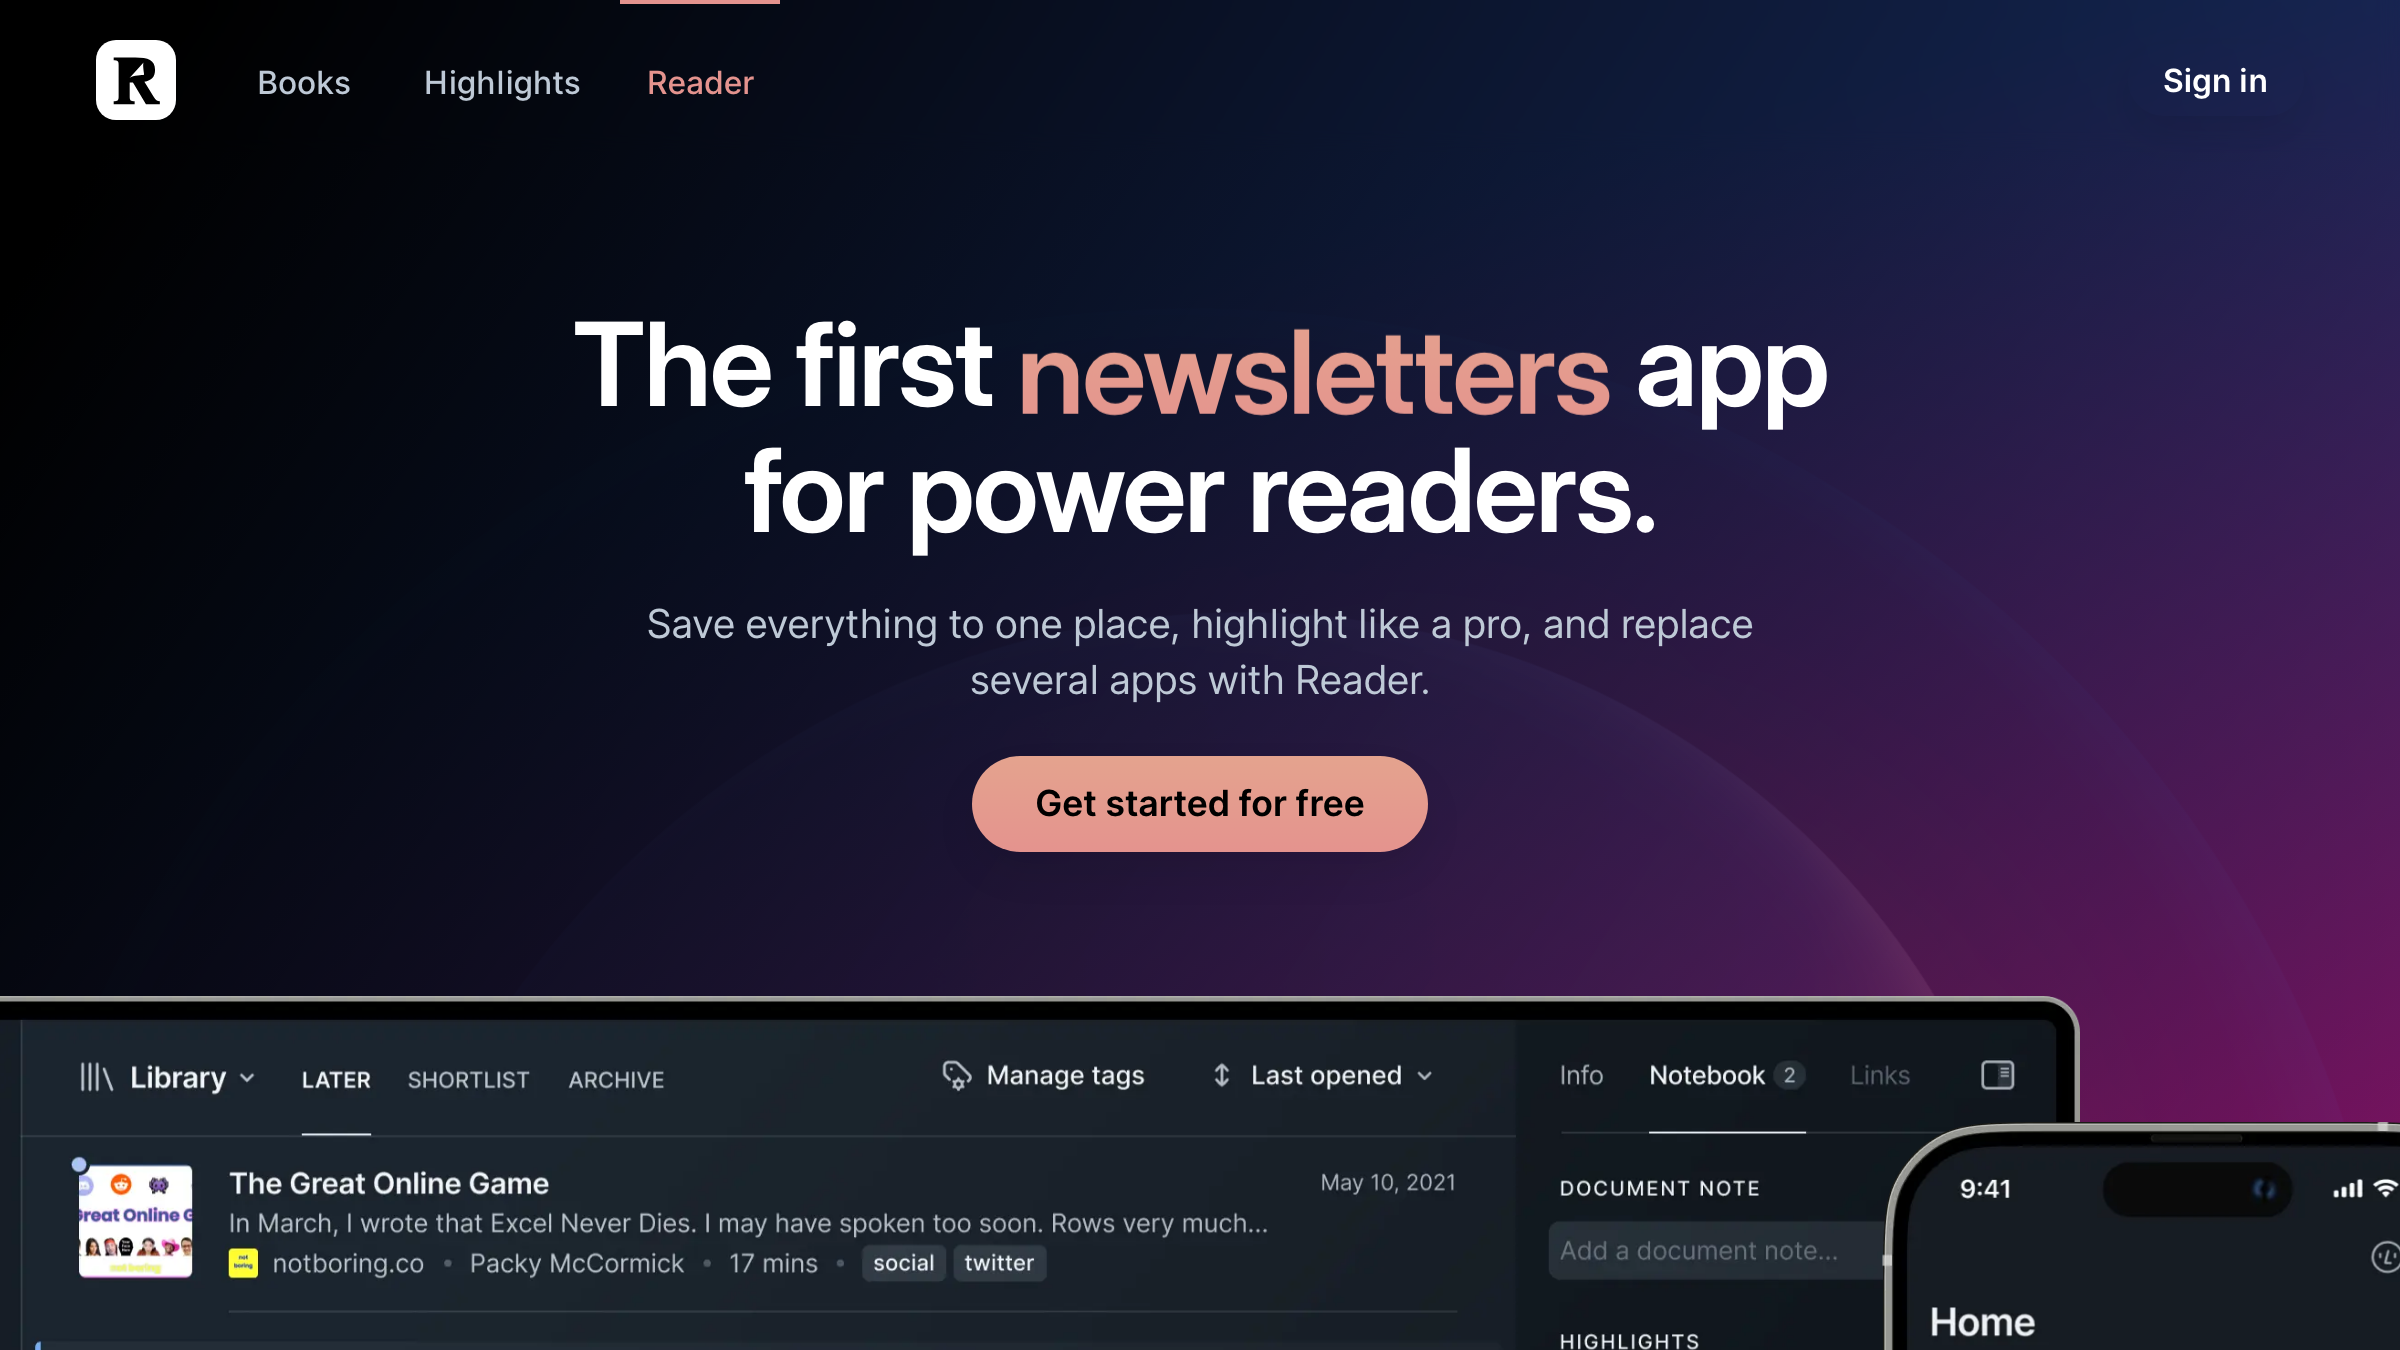 R
Books
Highlights
Reader
Sign in
The first newsletters app
for power readers.
Save everything to one place, highlight like a pro, and replace
several apps with Reader.
Get started for free
Library
LATER
SHORTLIST
ARCHIVE
Manage tags
Last opened
Info
Notebook 2
Links
The Great Online Game
May 10, 2021
In March, I wrote that Excel Never Dies. I may have spoken too soon. Rows very much...
reat Online G
not boring
notboring.co • Packy McCormick • 17 mins • social twitter
DOCUMENT NOTE
Add a document note...
HIGHLIGHTS
9:41
Home